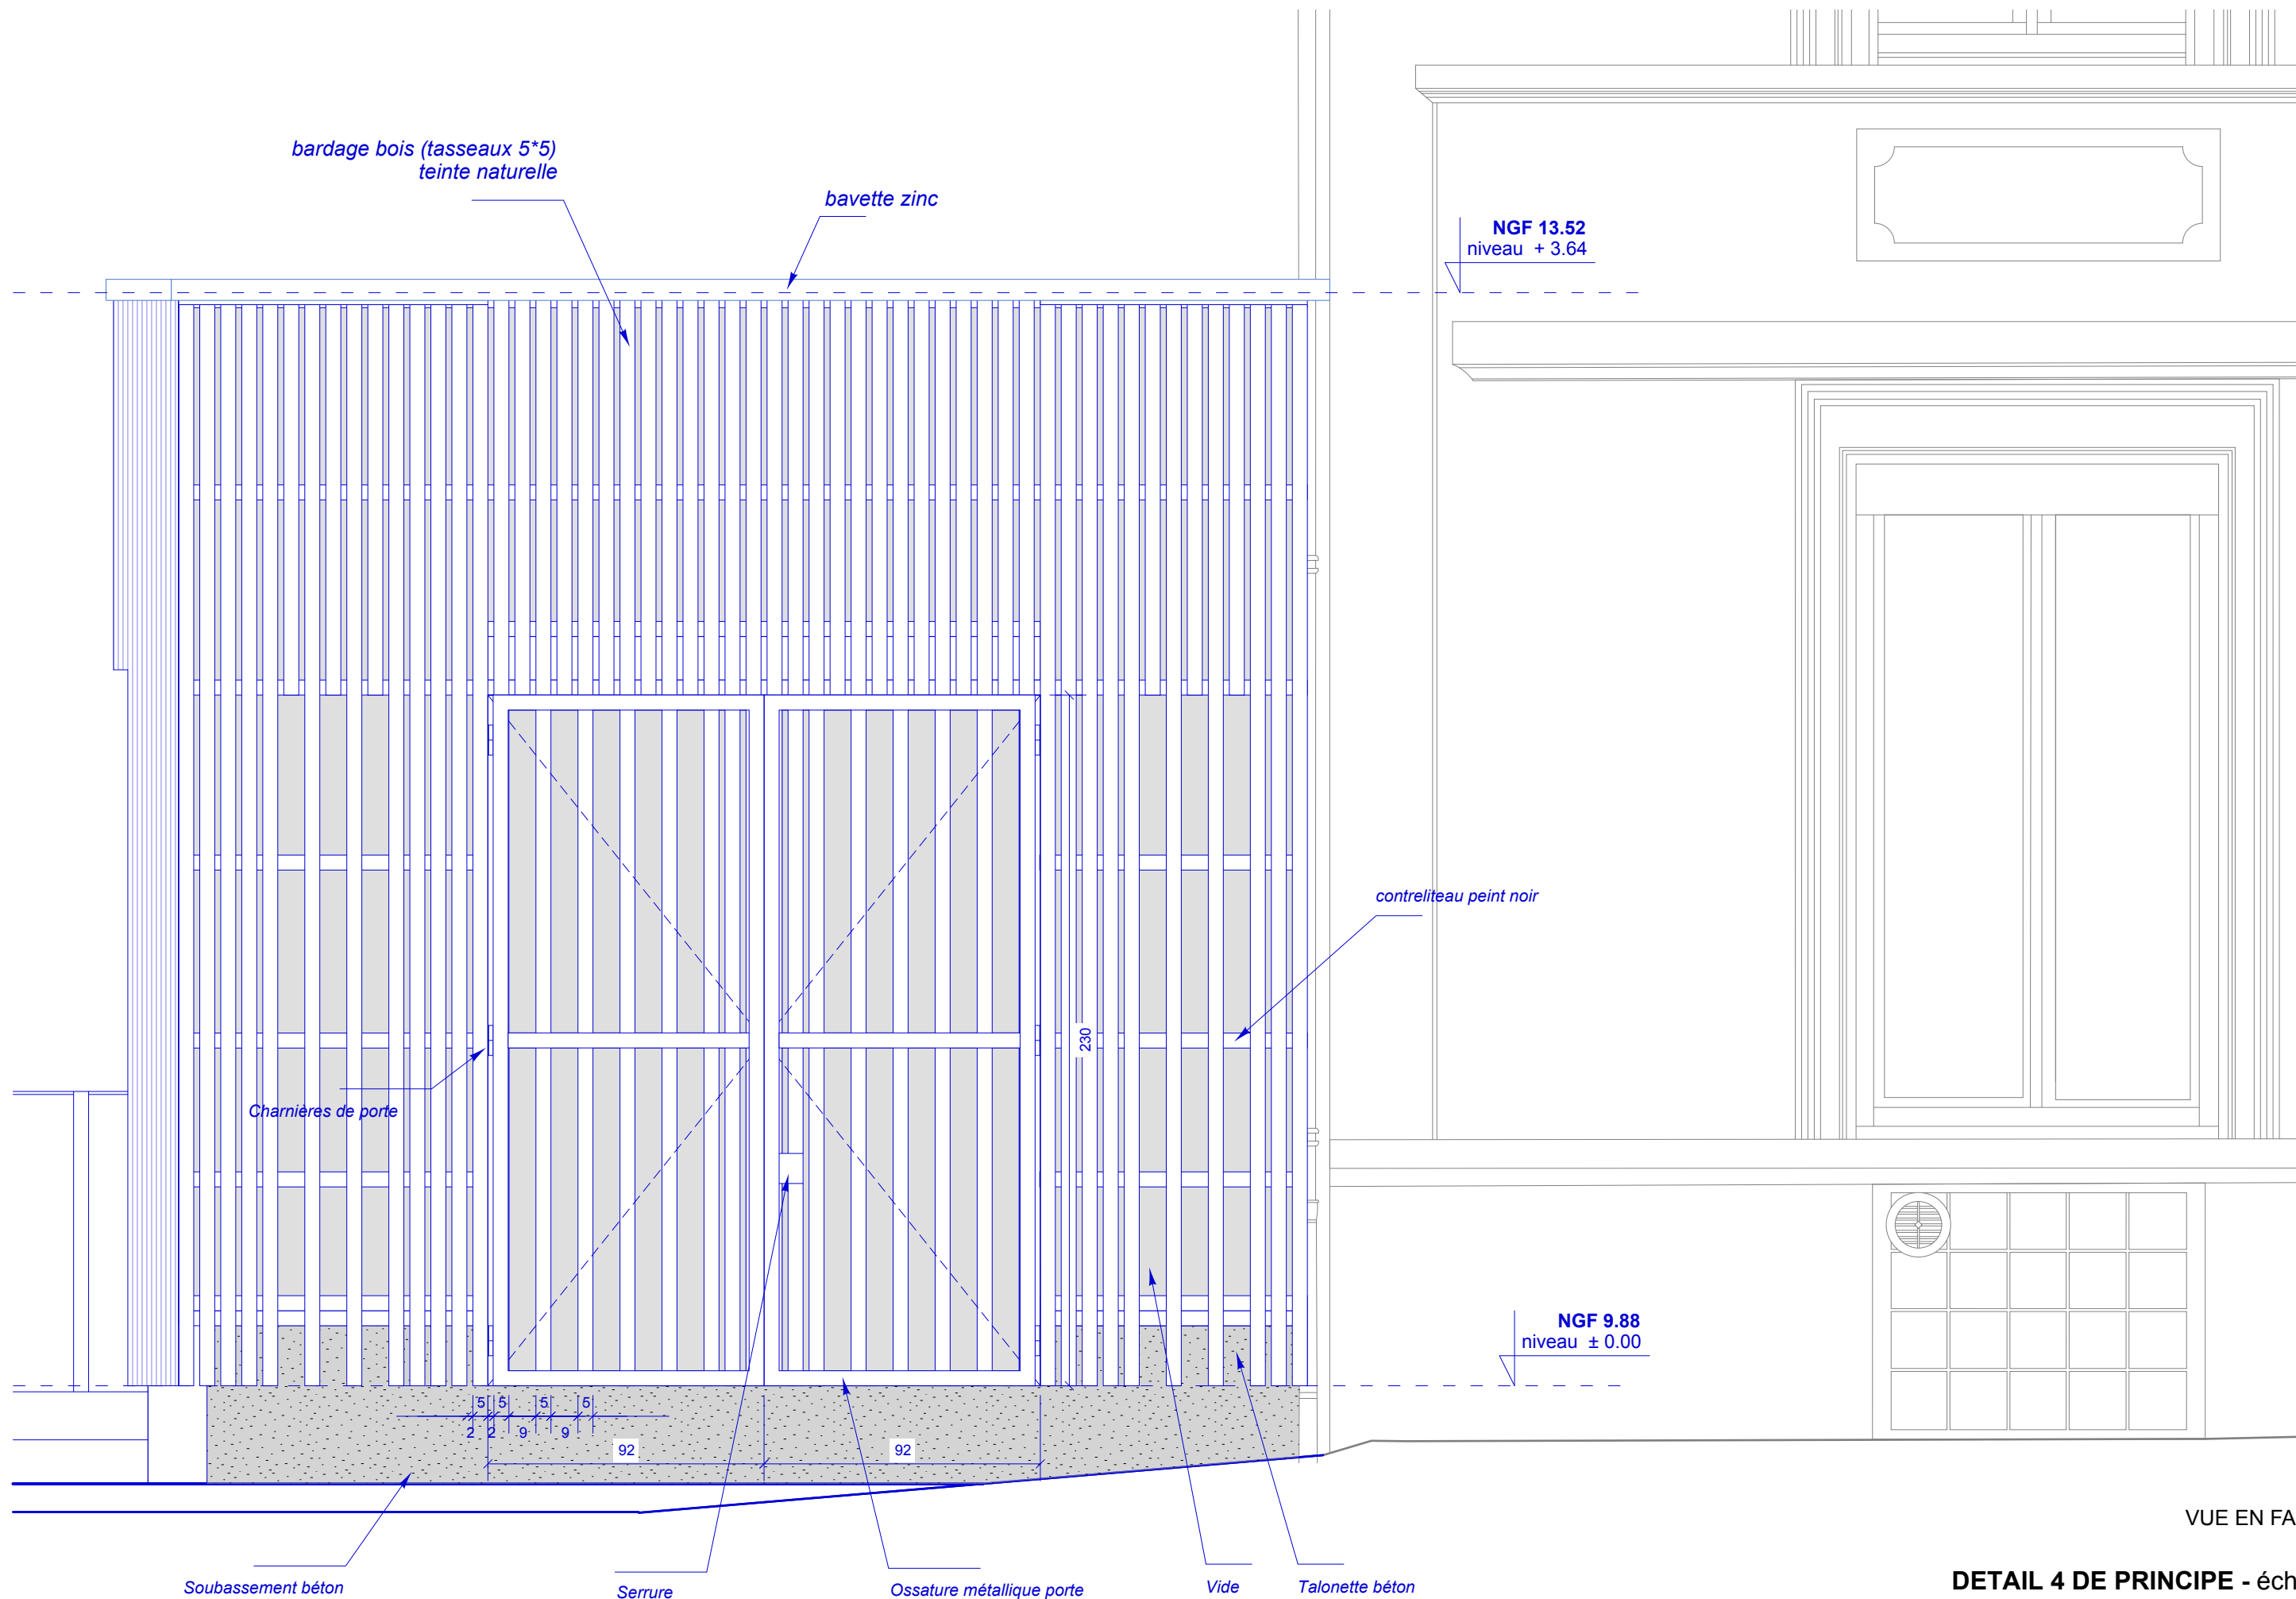 bardage bois (tasseaux 5*5)
teinte naturelle
bavette zinc
NGF 13.52
niveau + 3.64
contreliteau peint noir
230
Charnières de porte
NGF 9.88
niveau ± 0.00
5 5 5 5
2 2 9 9
92 92
VUE EN FA
Soubassement béton
Serrure
Ossature métallique porte
Vide
Talonette béton
DETAIL 4 DE PRINCIPE - éch